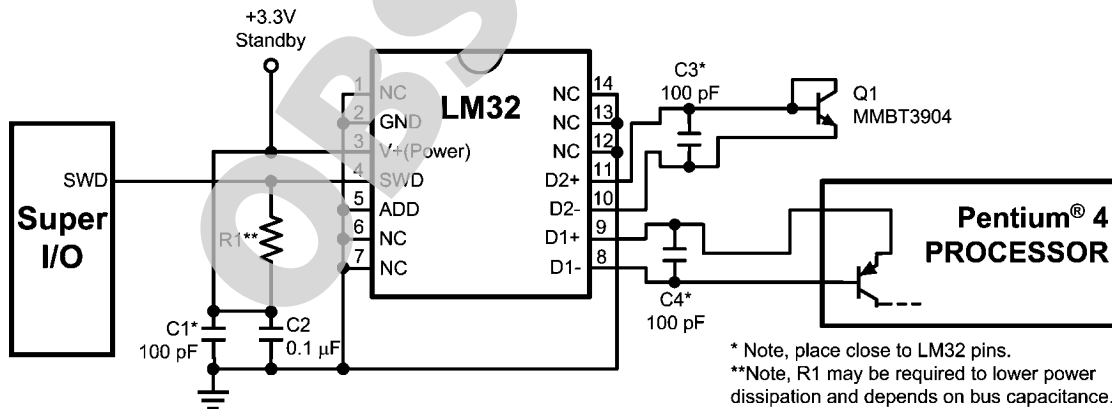 +3.3V
Standby
LM32
1
NC
2
GND
3
V+(Power)
4
SWD
5
ADD
6
NC
7
NC
14
NC
13
NC
12
NC
11
D2+
10
D2-
9
D1+
8
D1-
C3*
100 pF
Q1
MMBT3904
SWD
Super
I/O
R1**
Pentium® 4
PROCESSOR
C1*
100 pF
C2
0.1 µF
C4*
100 pF
* Note, place close to LM32 pins.
**Note, R1 may be required to lower power
dissipation and depends on bus capacitance.
OBS